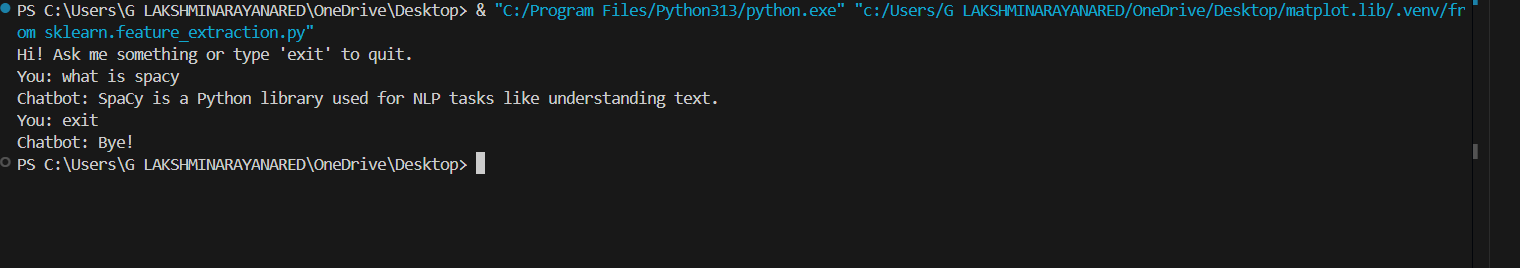 PS C:\Users\G LAKSHMINARAYANARED\OneDrive\Desktop> & "C:/Program Files/Python313/python.exe" "c:/Users/G LAKSHMINARAYANARED/OneDrive/Desktop/matplot.lib/.venv/fr
om sklearn.feature_extraction.py"
Hi! Ask me something or type 'exit' to quit.
You: what is spacy
Chatbot: SpaCy is a Python library used for NLP tasks like understanding text.
You: exit
Chatbot: Bye!
PS C:\Users\G LAKSHMINARAYANARED\OneDrive\Desktop>